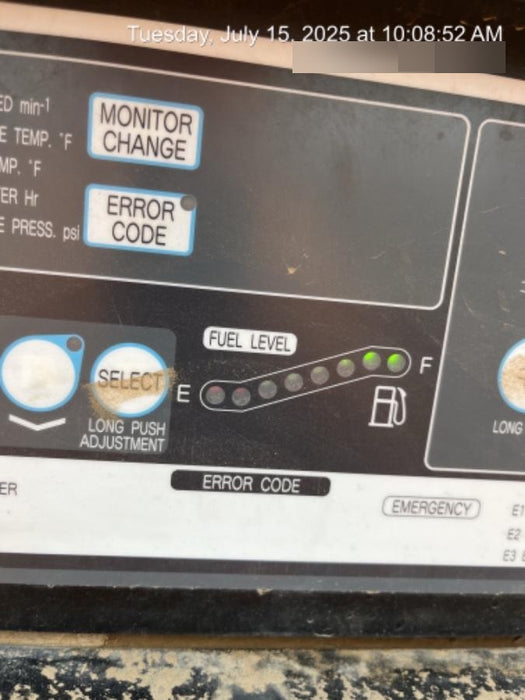 Tuesday, July 15, 2025 at 10:08:52 AM
ED min-1
E TEMP. °F
MP. °F
ER Hr
E PRESS. psi
MONITOR
CHANGE
ERROR
CODE
FUEL LEVEL
E
F
SELECT
LONG PUSH
ADJUSTMENT
LONG
ER
ERROR CODE
EMERGENCY
E1
E2
E3